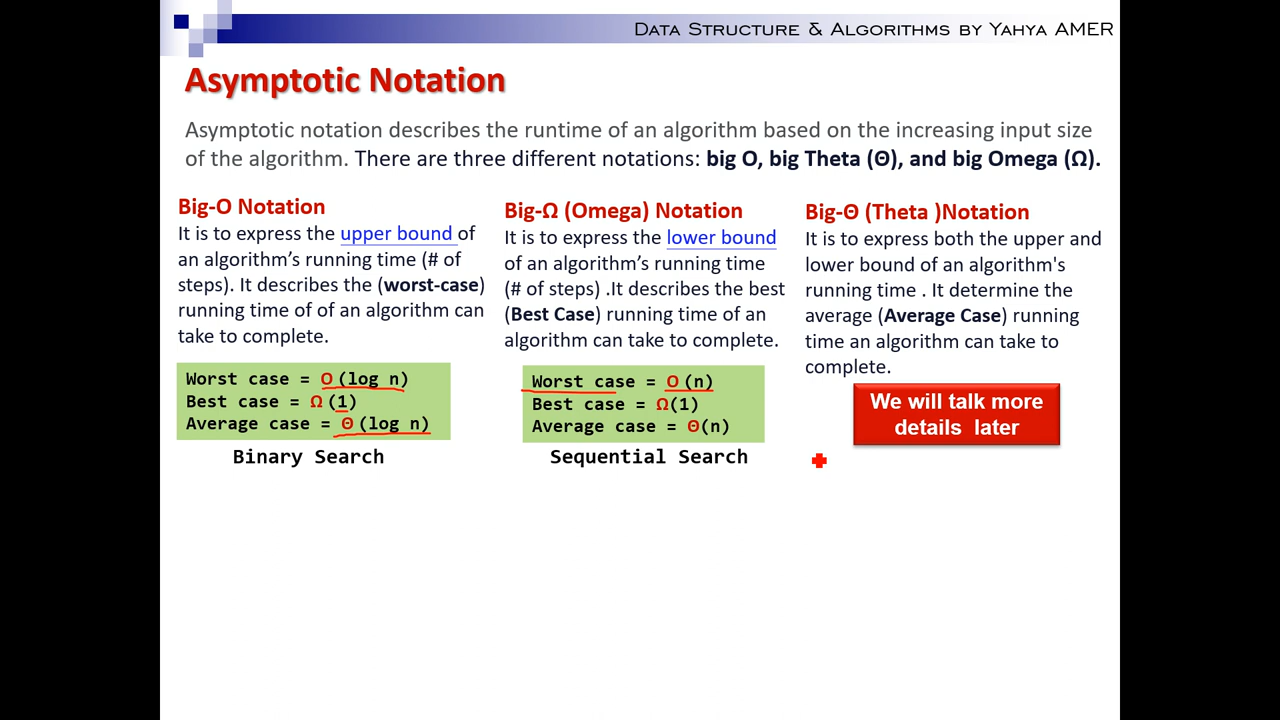 Data Structure & Algorithms by Yahya AMER
Asymptotic Notation
Asymptotic notation describes the runtime of an algorithm based on the increasing input size
of the algorithm. There are three different notations: big O, big Theta (Θ), and big Omega (Ω).
Big-O Notation
It is to express the upper bound of
an algorithm’s running time (# of
steps). It describes the (worst-case)
running time of of an algorithm can
take to complete.
Worst case = O(log n)
Best case = Ω(1)
Average case = Θ(log n)
Binary Search
Big-Ω (Omega) Notation
It is to express the lower bound
of an algorithm’s running time
(# of steps) .It describes the best
(Best Case) running time of an
algorithm can take to complete.
Worst case = O(n)
Best case = Ω(1)
Average case = Θ(n)
Sequential Search
Big-Θ (Theta )Notation
It is to express both the upper and
lower bound of an algorithm's
running time . It determine the
average (Average Case) running
time an algorithm can take to
complete.
We will talk more
details later